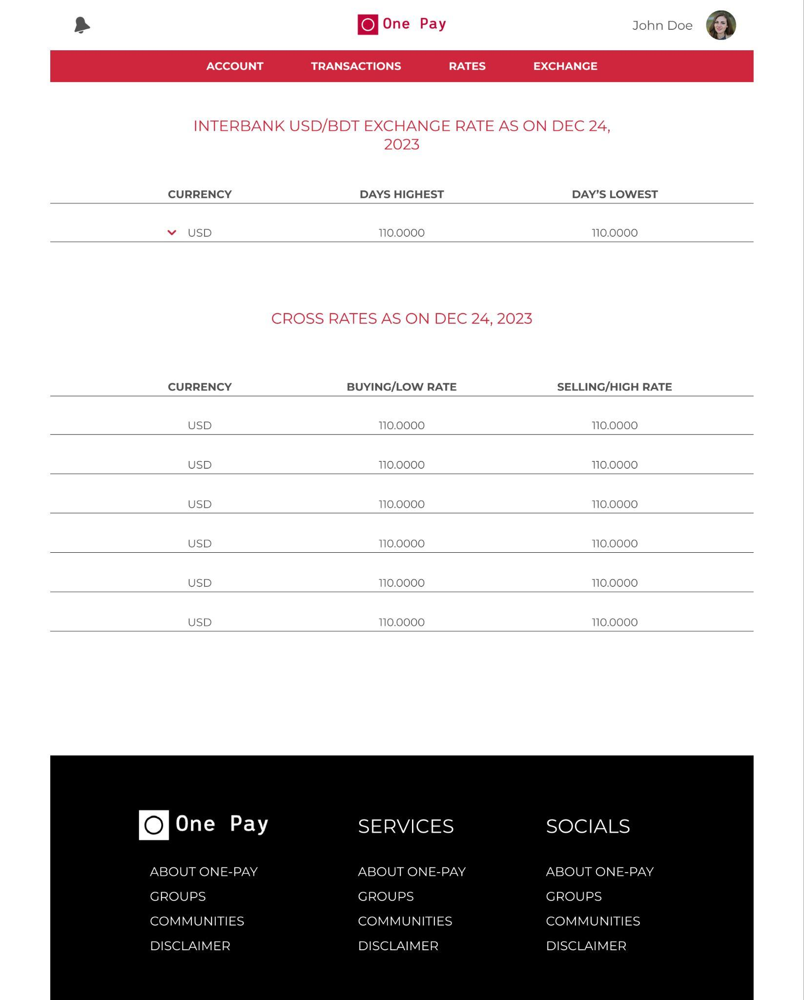 One Pay
John Doe
ACCOUNT TRANSACTIONS RATES EXCHANGE
INTERBANK USD/BDT EXCHANGE RATE AS ON DEC 24,
2023
CURRENCY DAYS HIGHEST DAY’S LOWEST
USD 110.0000 110.0000
CROSS RATES AS ON DEC 24, 2023
CURRENCY BUYING/LOW RATE SELLING/HIGH RATE
USD 110.0000 110.0000
USD 110.0000 110.0000
USD 110.0000 110.0000
USD 110.0000 110.0000
USD 110.0000 110.0000
USD 110.0000 110.0000
One Pay SERVICES SOCIALS
ABOUT ONE-PAY ABOUT ONE-PAY ABOUT ONE-PAY
GROUPS GROUPS GROUPS
COMMUNITIES COMMUNITIES COMMUNITIES
DISCLAIMER DISCLAIMER DISCLAIMER